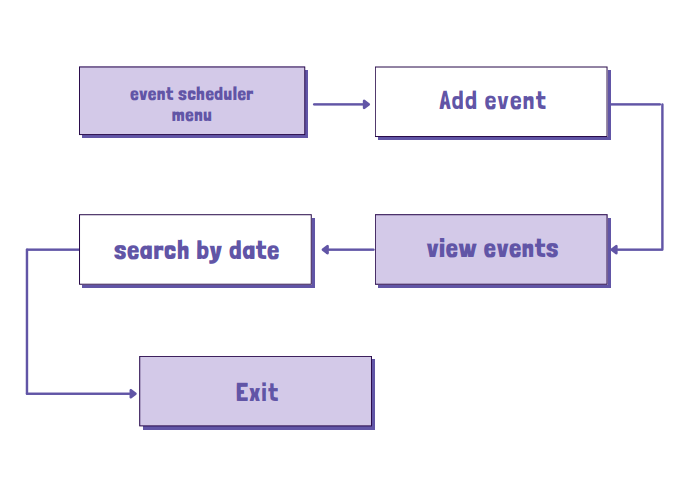 event scheduler
menu
Add event
view events
search by date
Exit